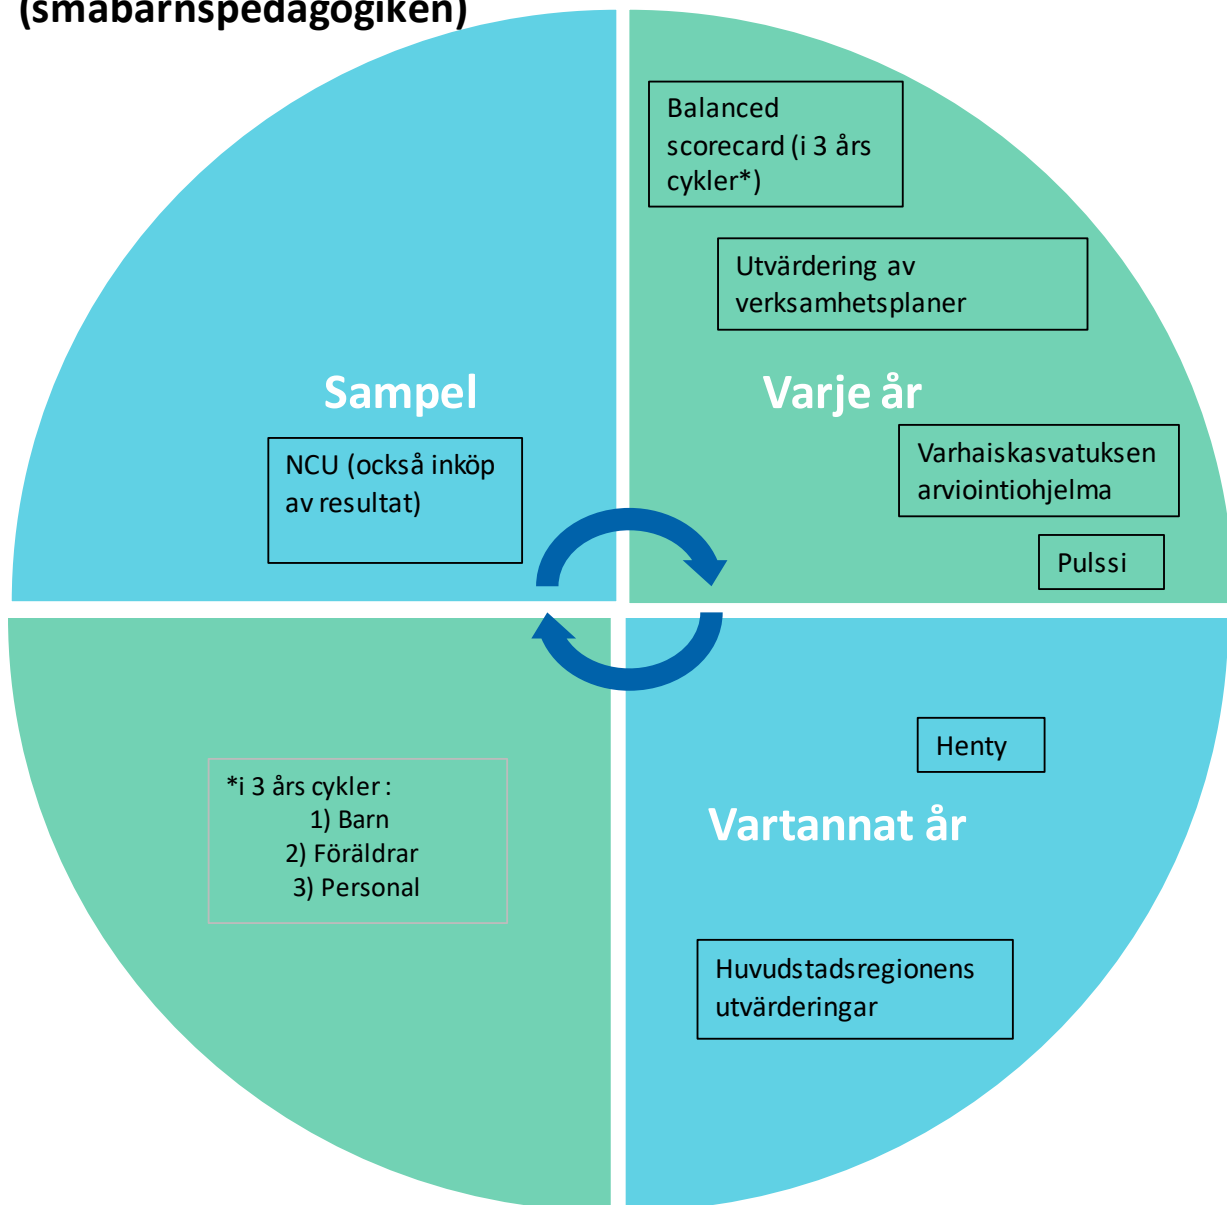 (småbarnspedagogiken)
Balanced
scorecard (i 3 års
cykler*)
Utvärdering av
verksamhetsplaner
Sampel
Varje år
NCU (också inköp
av resultat)
Varhaiskasvatuksen
arviointiohjelma
Pulssi
*i 3 års cykler :
1) Barn
2) Föräldrar
3) Personal
Henty
Vartannat år
Huvudstadsregionens
utvärderingar